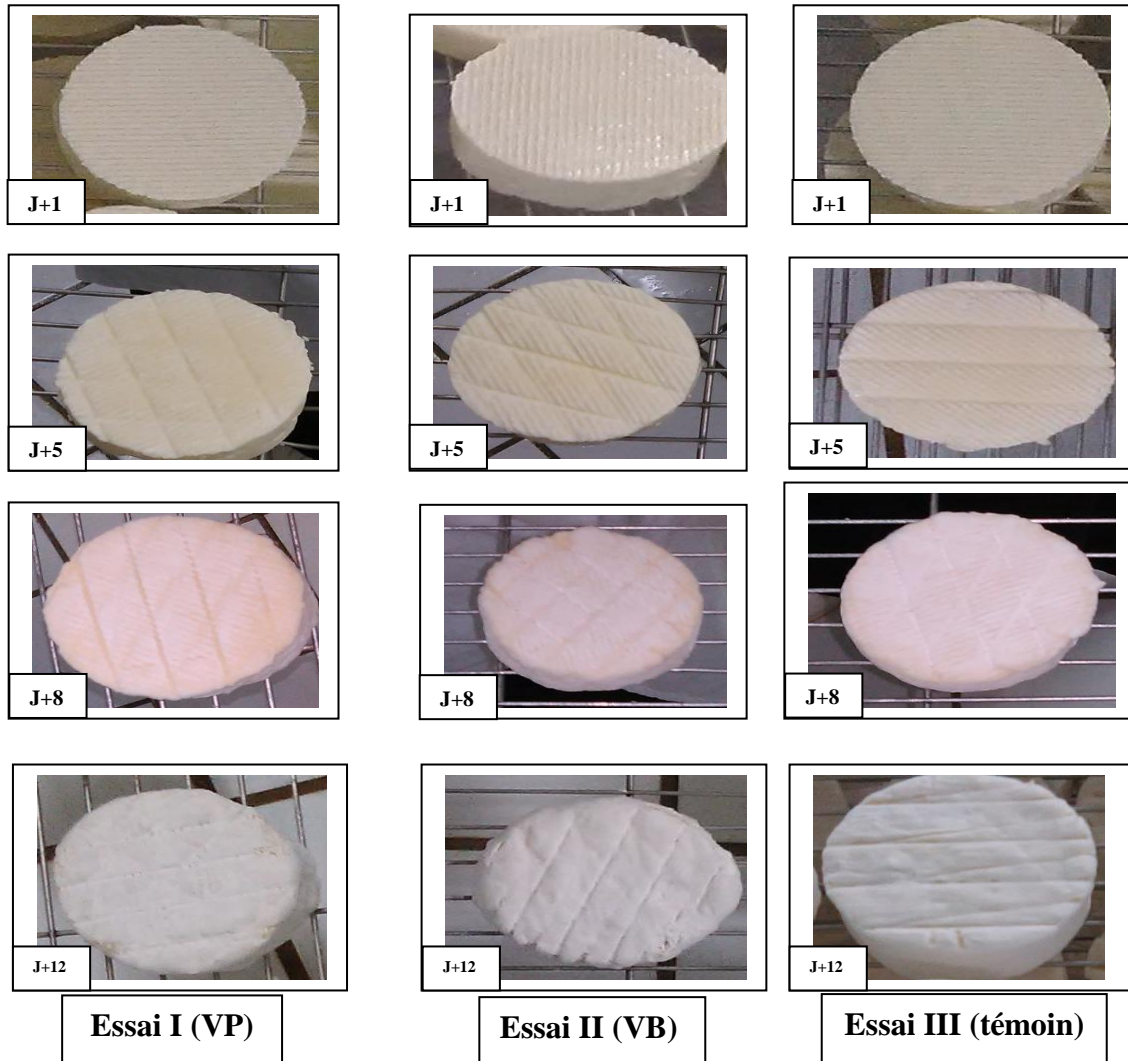 J+1
J+1
J+1
J+5
J+5
J+5
J+8
J+8
J+8
J+12
J+12
J+12
Essai I (VP)
Essai II (VB)
Essai III (témoin)